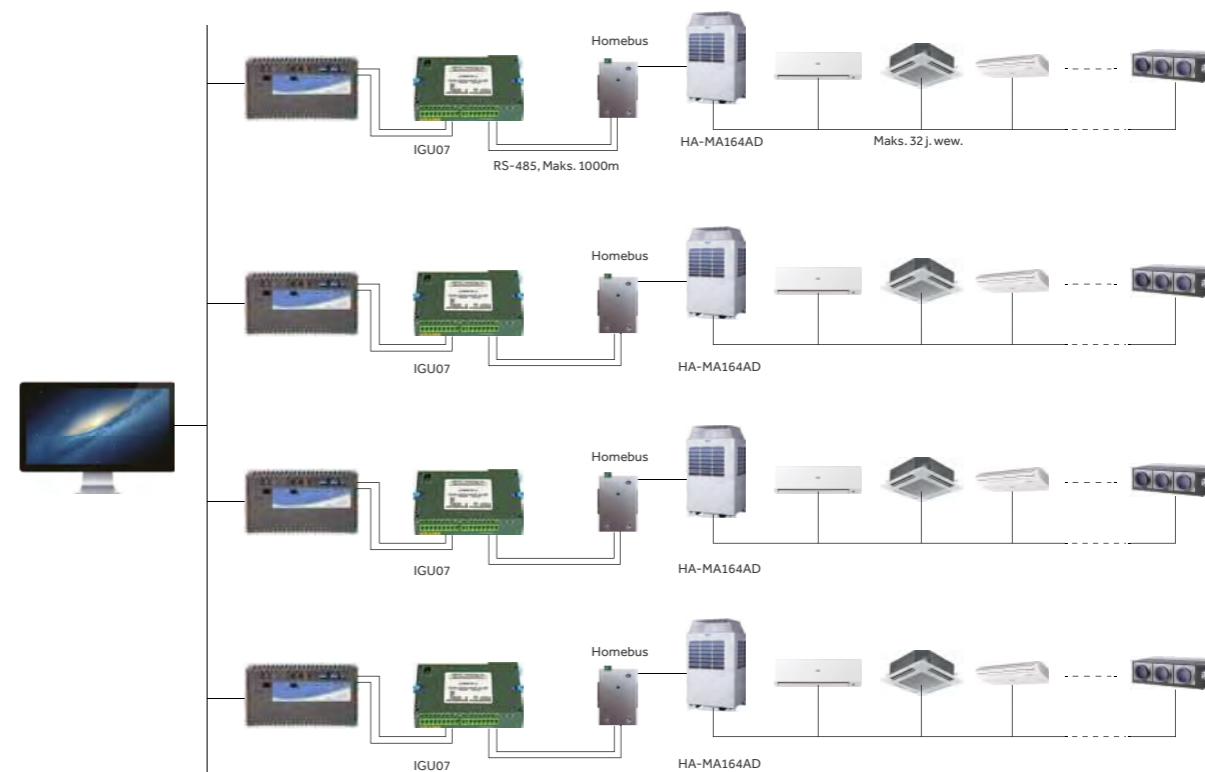 Homebus
IGU07
RS-485, Maks. 1000m
HA-MA164AD
Maks. 32 j. wew.
Homebus
IGU07
HA-MA164AD
Homebus
IGU07
HA-MA164AD
Homebus
IGU07
HA-MA164AD